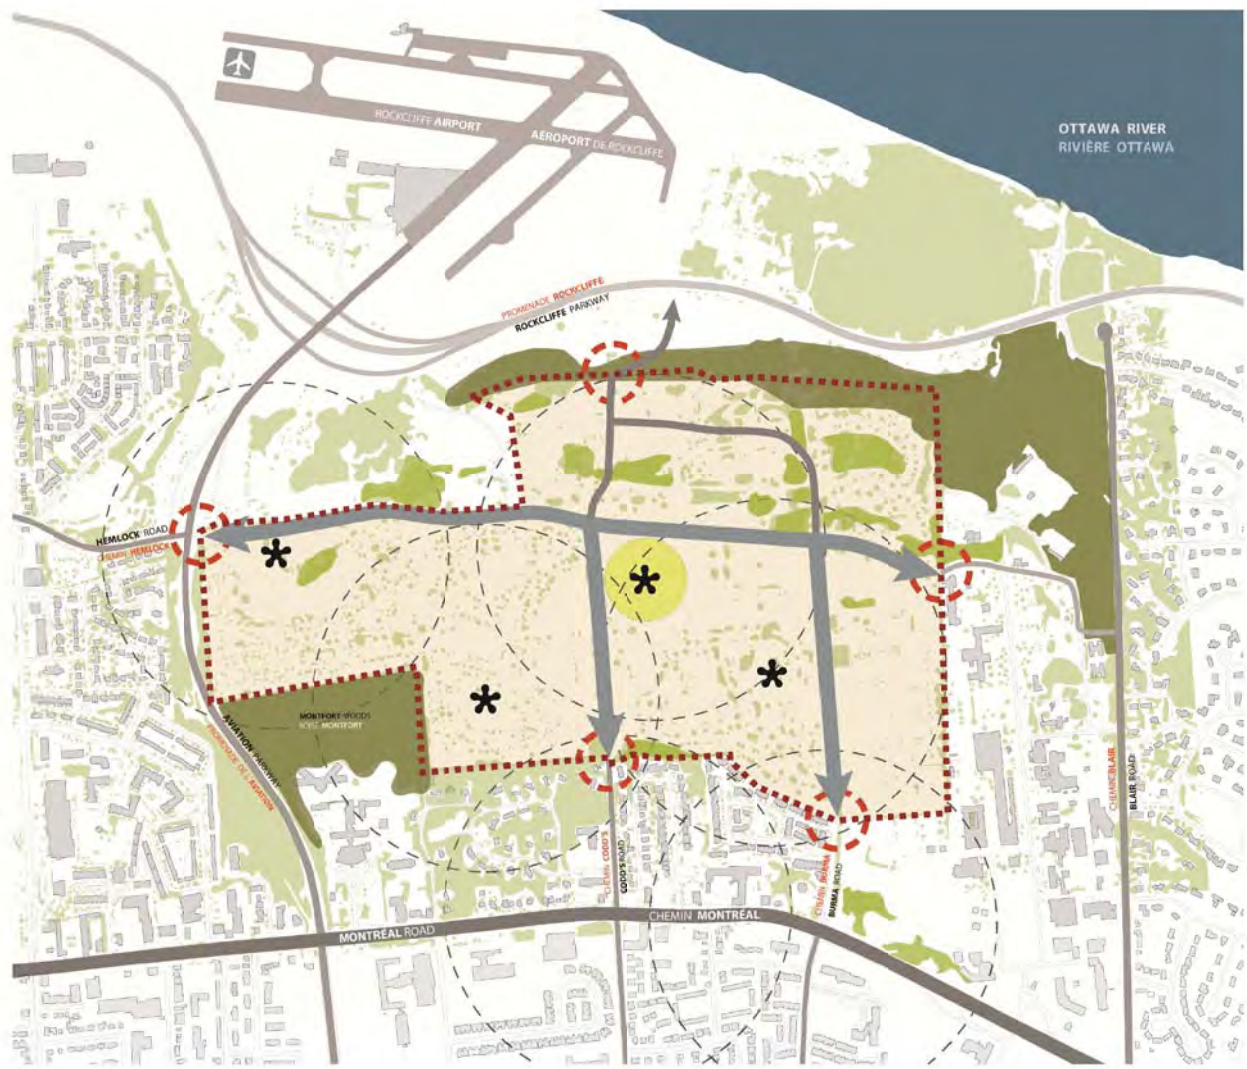 ROCKCLIFFE AIRPORT
AÉROPORT DE ROCKCLIFFE
OTTAWA RIVER
RIVIÈRE OTTAWA
PROMENADE ROCKCLIFFE
ROCKCLIFFE PARKWAY
HEMLOCK ROAD
CHEMIN HEMLOCK
MONTFORT WOODS
BOISÉ MONTFORT
AVIATION PARKWAY
PROMENADE DE L'AVIATION
CHEMIN CODD'S
CODD'S ROAD
CHEMIN BURMA
BURMA ROAD
CHEMIN BLAIR
BLAIR ROAD
CHEMIN MONTRÉAL
MONTRÉAL ROAD